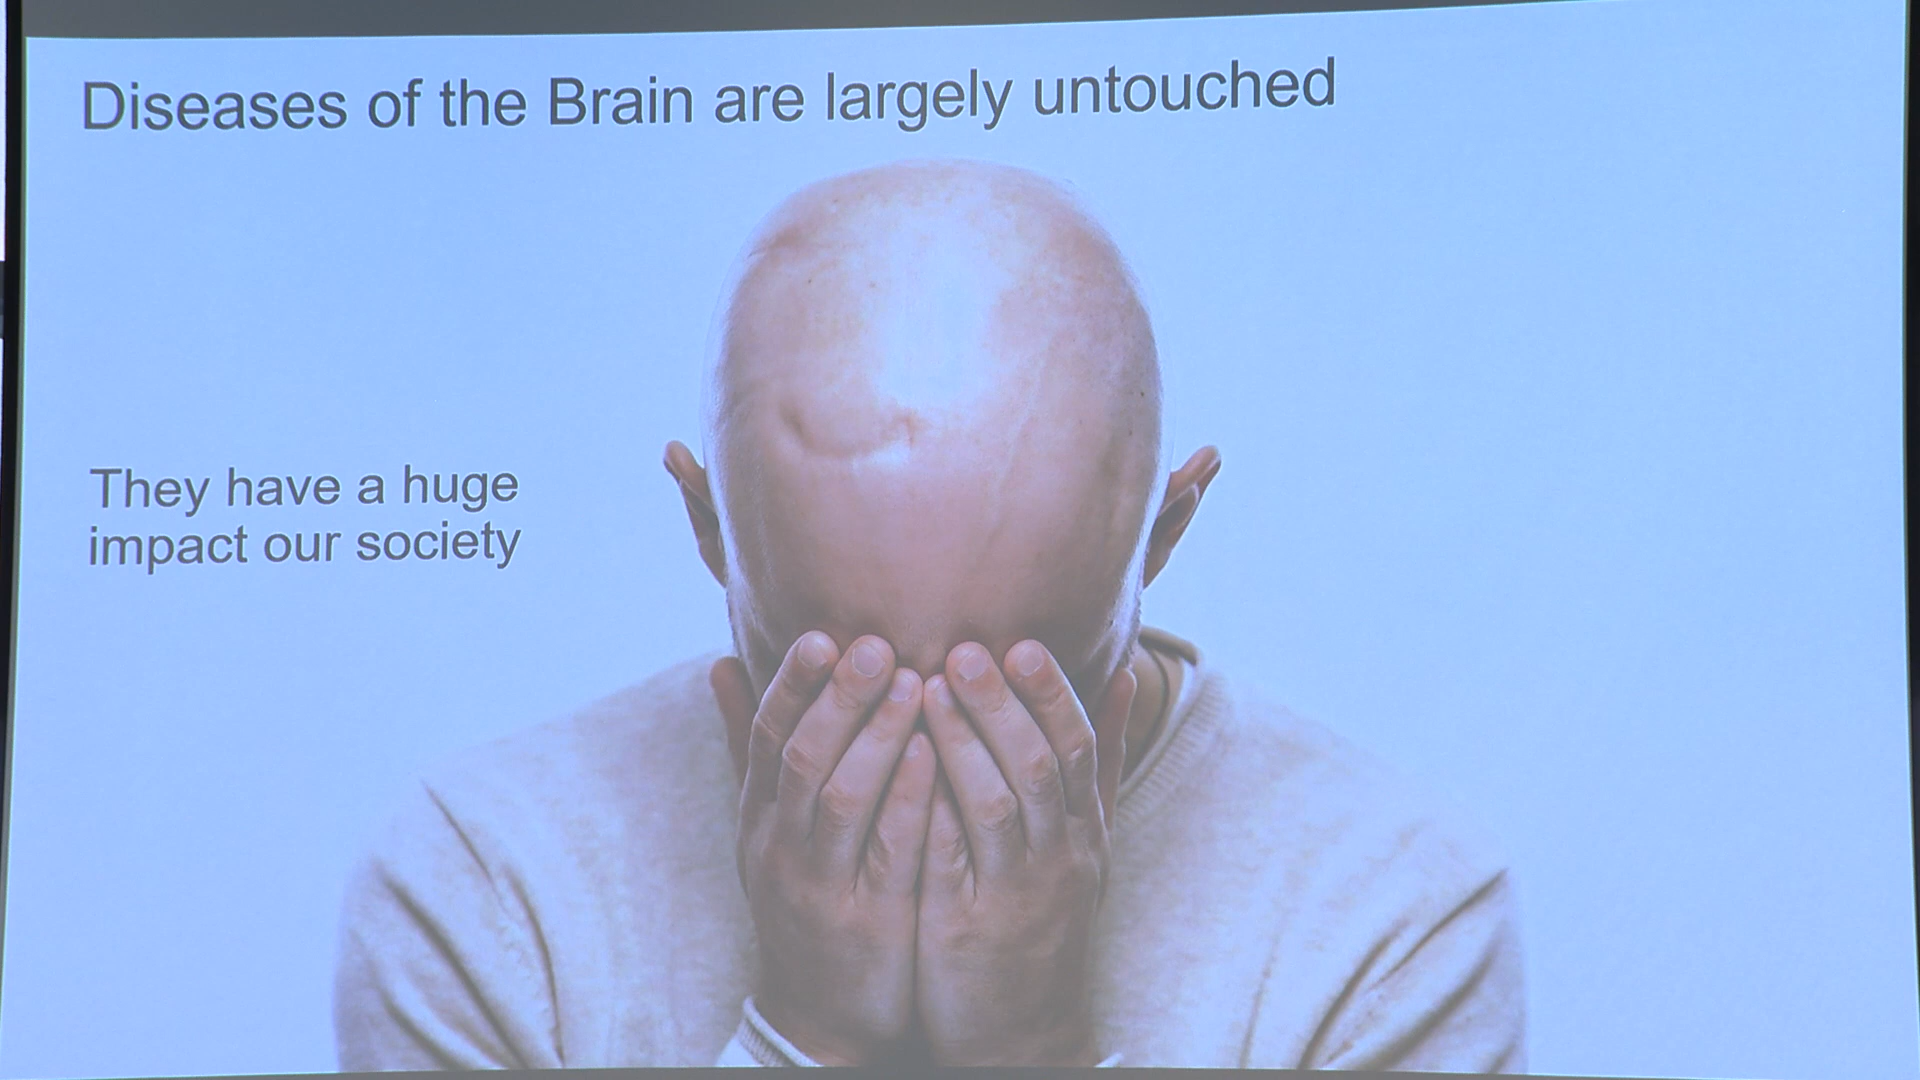 Diseases of the Brain are largely untouched
They have a huge
impact our society